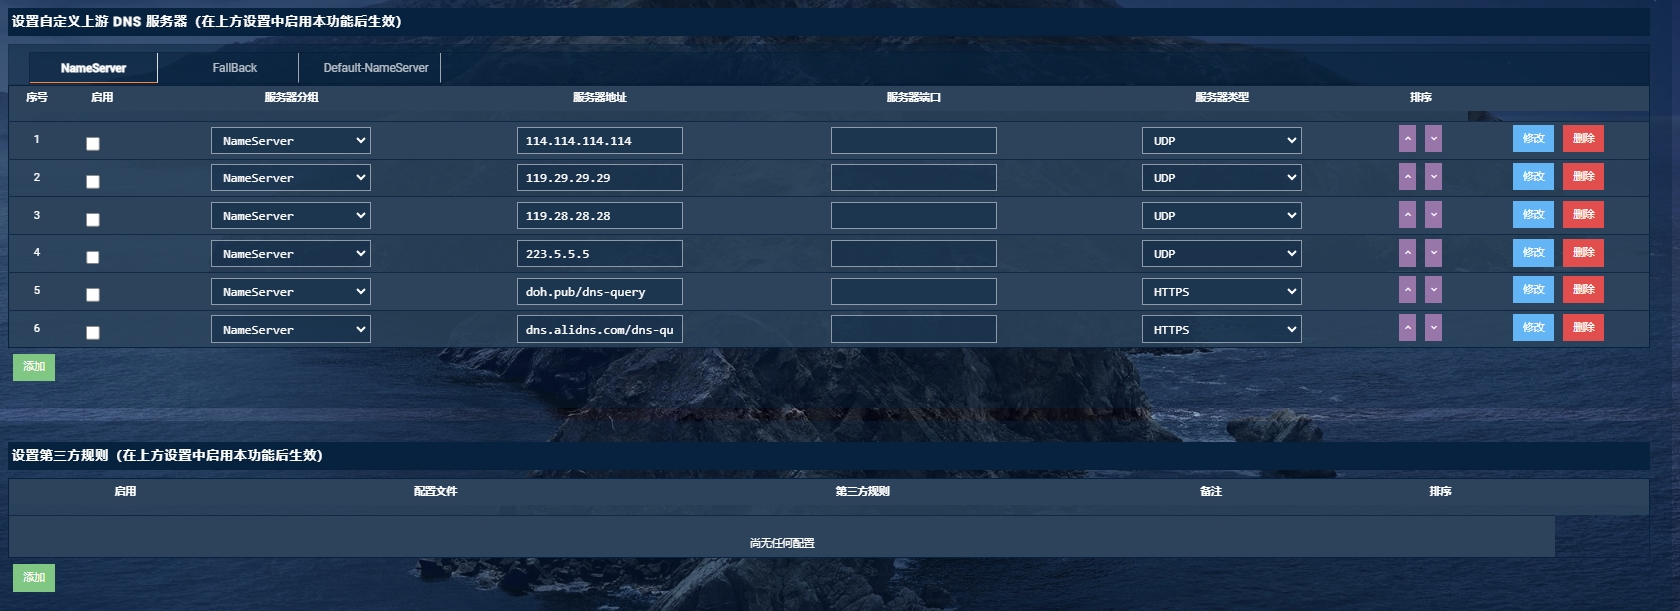 设置自定义上游 DNS 服务器（在上方设置中启用本功能后生效）
NameServer FallBack Default-NameServer
序号 启用 服务器分组 服务器地址 服务器端口 服务器类型 排序
1 NameServer 114.114.114.114 UDP 修改 删除
2 NameServer 119.29.29.29 UDP 修改 删除
3 NameServer 119.28.28.28 UDP 修改 删除
4 NameServer 223.5.5.5 UDP 修改 删除
5 NameServer doh.pub/dns-query HTTPS 修改 删除
6 NameServer dns.alidns.com/dns-qu HTTPS 修改 删除
添加
设置第三方规则（在上方设置中启用本功能后生效）
启用 配置文件 第三方规则 备注 排序
尚无任何配置
添加